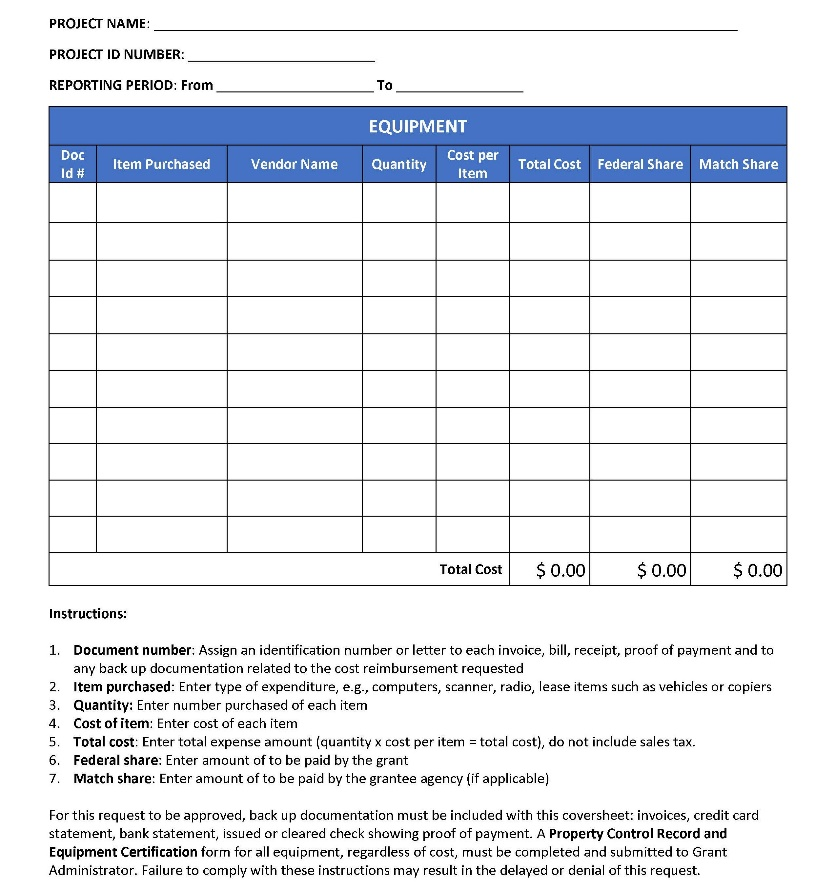 PROJECT NAME: ___
PROJECT ID NUMBER: ___
REPORTING PERIOD: From ___ To ___
EQUIPMENT
Doc Id # Item Purchased Vendor Name Quantity Cost per Item Total Cost Federal Share Match Share
Total Cost $ 0.00 $ 0.00 $ 0.00
Instructions:
1. Document number: Assign an identification number or letter to each invoice, bill, receipt, proof of payment and to
any back up documentation related to the cost reimbursement requested
2. Item purchased: Enter type of expenditure, e.g., computers, scanner, radio, lease items such as vehicles or copiers
3. Quantity: Enter number purchased of each item
4. Cost of item: Enter cost of each item
5. Total cost: Enter total expense amount (quantity x cost per item = total cost), do not include sales tax.
6. Federal share: Enter amount of to be paid by the grant
7. Match share: Enter amount of to be paid by the grantee agency (if applicable)
For this request to be approved, back up documentation must be included with this coversheet: invoices, credit card
statement, bank statement, issued or cleared check showing proof of payment. A Property Control Record and
Equipment Certification form for all equipment, regardless of cost, must be completed and submitted to Grant
Administrator. Failure to comply with these instructions may result in the delayed or denial of this request.